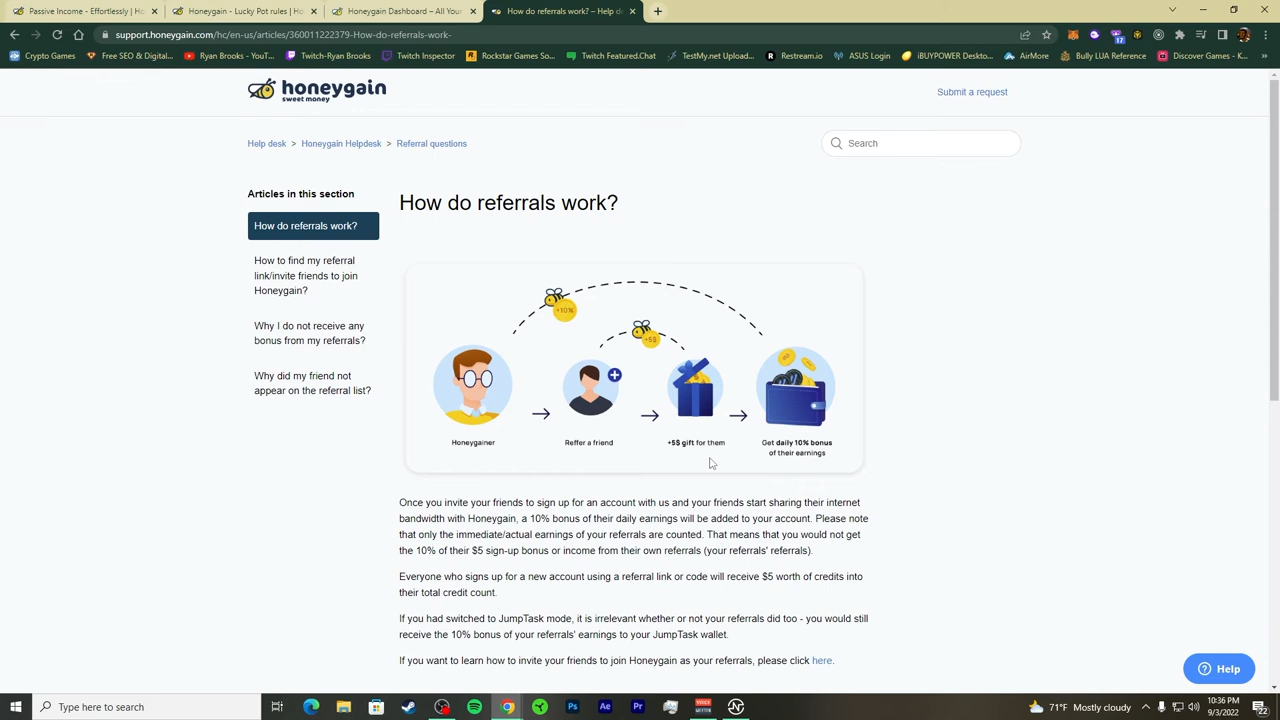 Passive Income - Effortlessly | Ho
Honeygain - Lucky Pot rules | Ho
Honeygain Dashboard – All Your
How do referrals work? – Help de
support.honeygain.com/hc/en-us/articles/360011222379-How-do-referrals-work-
Crypto Games
Free SEO & Digital...
Ryan Brooks - YouT...
Twitch-Ryan Brooks
Twitch Inspector
Rockstar Games So...
Twitch Featured.Chat
TestMy.net Upload...
Restream.io
ASUS Login
iBUYPOWER Deskto...
AirMore
Bully LUA Reference
Discover Games - K...
17
honeygain
sweet money
Submit a request
Help desk > Honeygain Helpdesk > Referral questions
Search
Articles in this section
How do referrals work?
How to find my referral
link/invite friends to join
Honeygain?
Why I do not receive any
bonus from my referrals?
Why did my friend not
appear on the referral list?
How do referrals work?
+10%
+5$
Honeygainer
Reffer a friend
+5$ gift for them
Get daily 10% bonus
of their earnings
Once you invite your friends to sign up for an account with us and your friends start sharing their internet
bandwidth with Honeygain, a 10% bonus of their daily earnings will be added to your account. Please note
that only the immediate/actual earnings of your referrals are counted. That means that you would not get
the 10% of their $5 sign-up bonus or income from their own referrals (your referrals' referrals).
Everyone who signs up for a new account using a referral link or code will receive $5 worth of credits into
their total credit count.
If you had switched to JumpTask mode, it is irrelevant whether or not your referrals did too - you would still
receive the 10% bonus of your referrals' earnings to your JumpTask wallet.
If you want to learn how to invite your friends to join Honeygain as your referrals, please click here.
Help
Type here to search
Ps
Ae
Pr
71°F Mostly cloudy
10:36 PM
9/3/2022